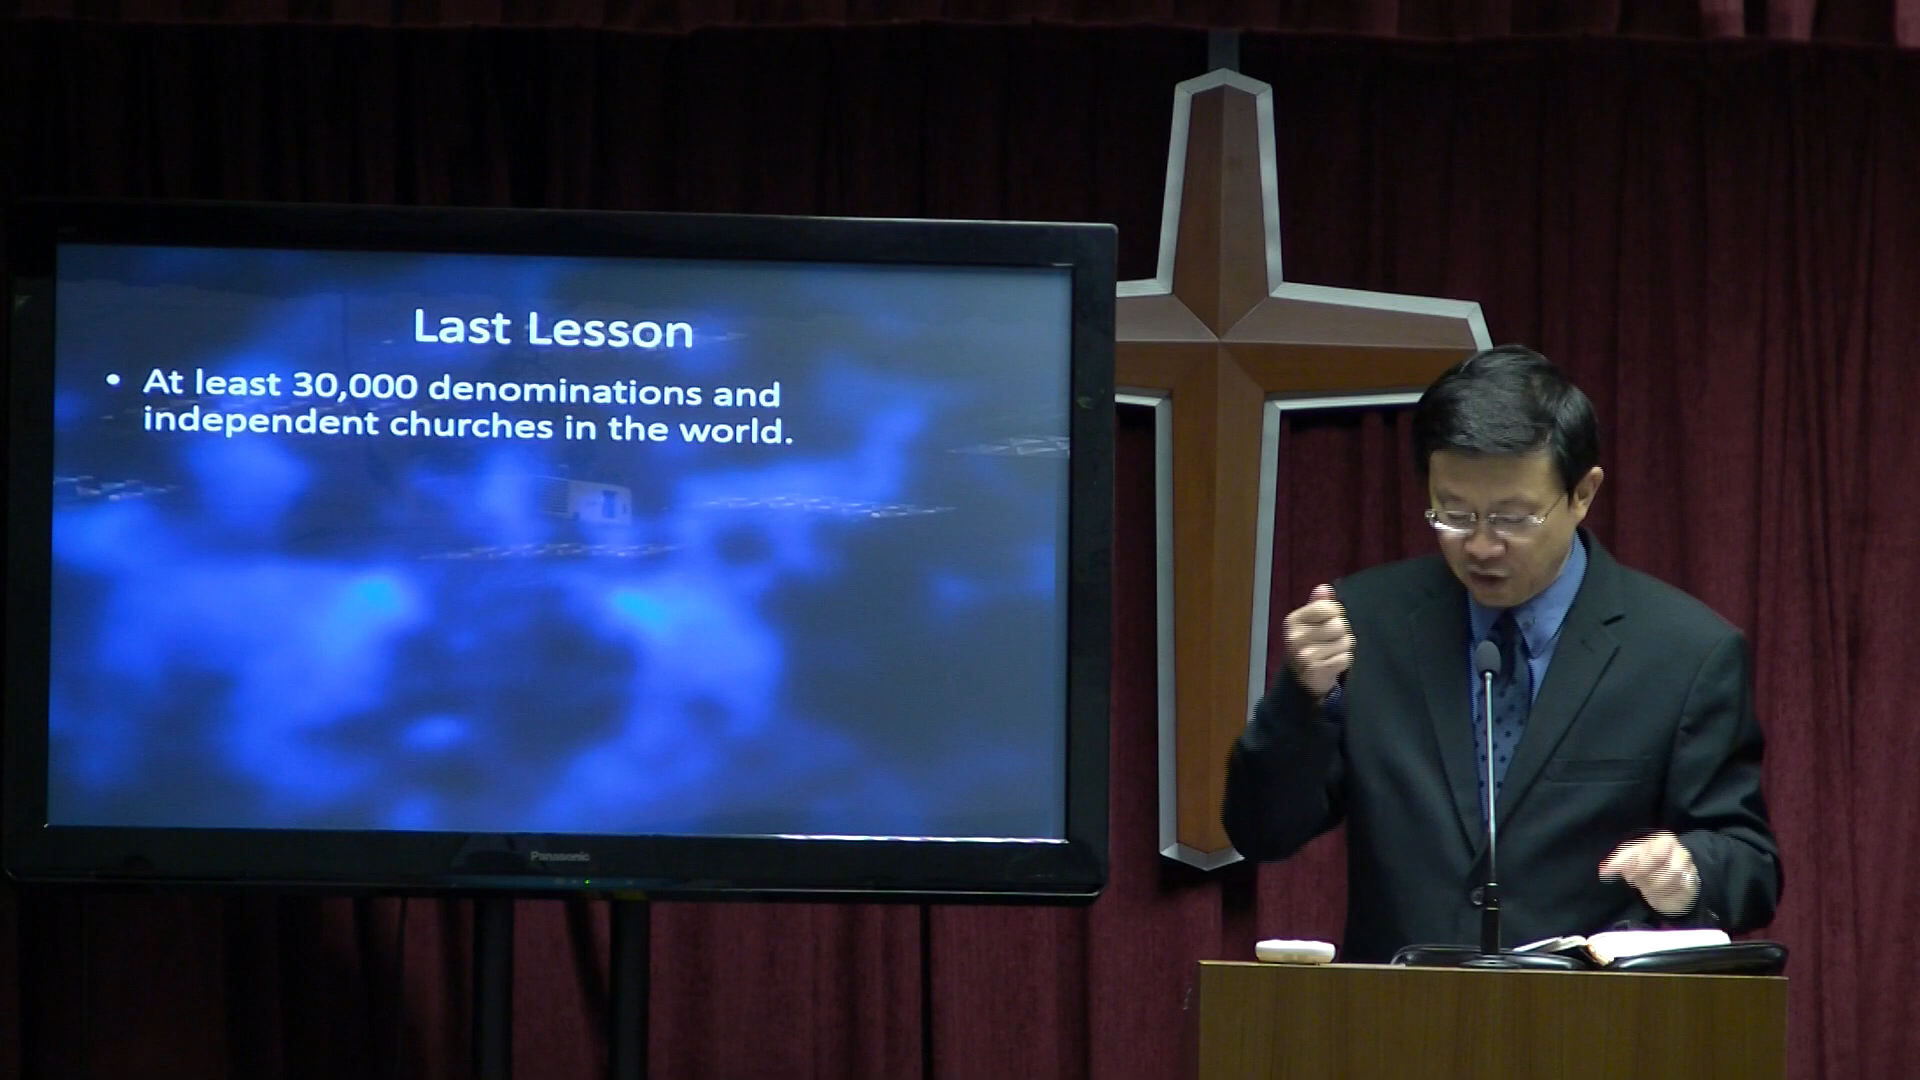 Last Lesson
• At least 30,000 denominations and
independent churches in the world.
Panasonic